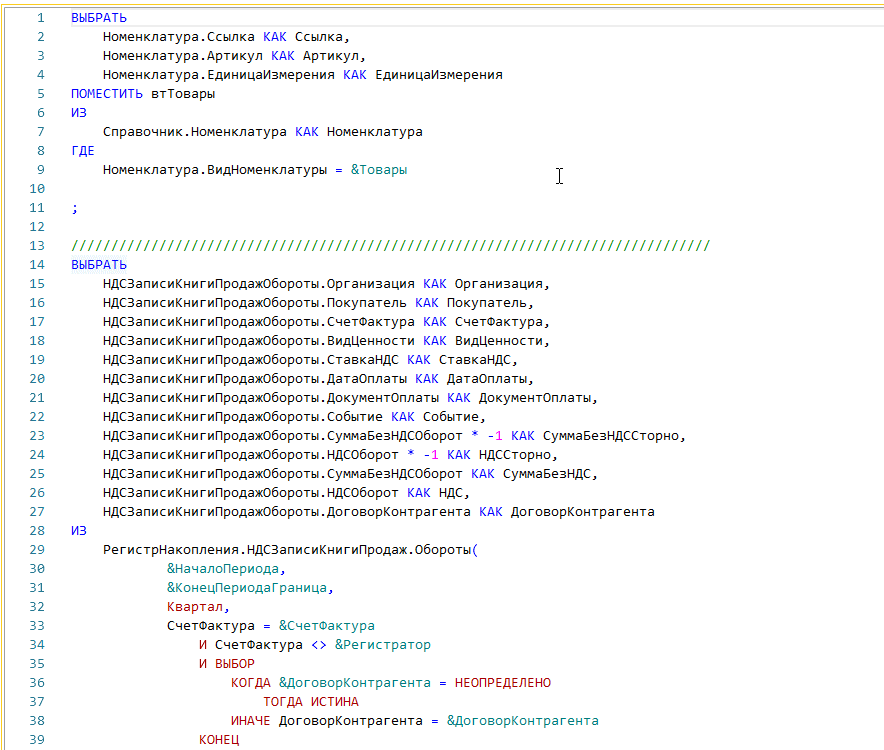 1 ВЫБРАТЬ
2 Номенклатура.Ссылка КАК Ссылка,
3 Номенклатура.Артикул КАК Артикул,
4 Номенклатура.ЕдиницаИзмерения КАК ЕдиницаИзмерения
5 ПОМЕСТИТЬ втТовары
6 ИЗ
7 Справочник.Номенклатура КАК Номенклатура
8 ГДЕ
9 Номенклатура.ВидНоменклатуры = &Товары
10
11 ;
12
13 ////////////////////////////////////////////////////////////////////////////////
14 ВЫБРАТЬ
15 НДСЗаписиКнигиПродажОбороты.Организация КАК Организация,
16 НДСЗаписиКнигиПродажОбороты.Покупатель КАК Покупатель,
17 НДСЗаписиКнигиПродажОбороты.СчетФактура КАК СчетФактура,
18 НДСЗаписиКнигиПродажОбороты.ВидЦенности КАК ВидЦенности,
19 НДСЗаписиКнигиПродажОбороты.СтавкаНДС КАК СтавкаНДС,
20 НДСЗаписиКнигиПродажОбороты.ДатаОплаты КАК ДатаОплаты,
21 НДСЗаписиКнигиПродажОбороты.ДокументОплаты КАК ДокументОплаты,
22 НДСЗаписиКнигиПродажОбороты.Событие КАК Событие,
23 НДСЗаписиКнигиПродажОбороты.СуммаБезНДСОборот * -1 КАК СуммаБезНДССторно,
24 НДСЗаписиКнигиПродажОбороты.НДСОборот * -1 КАК НДССторно,
25 НДСЗаписиКнигиПродажОбороты.СуммаБезНДСОборот КАК СуммаБезНДС,
26 НДСЗаписиКнигиПродажОбороты.НДСОборот КАК НДС,
27 НДСЗаписиКнигиПродажОбороты.ДоговорКонтрагента КАК ДоговорКонтрагента
28 ИЗ
29 РегистрНакопления.НДСЗаписиКнигиПродаж.Обороты(
30 &НачалоПериода,
31 &КонецПериодаГраница,
32 Квартал,
33 СчетФактура = &СчетФактура
34 И СчетФактура <> &Регистратор
35 И ВЫБОР
36 КОГДА &ДоговорКонтрагента = НЕОПРЕДЕЛЕНО
37 ТОГДА ИСТИНА
38 ИНАЧЕ ДоговорКонтрагента = &ДоговорКонтрагента
39 КОНЕЦ